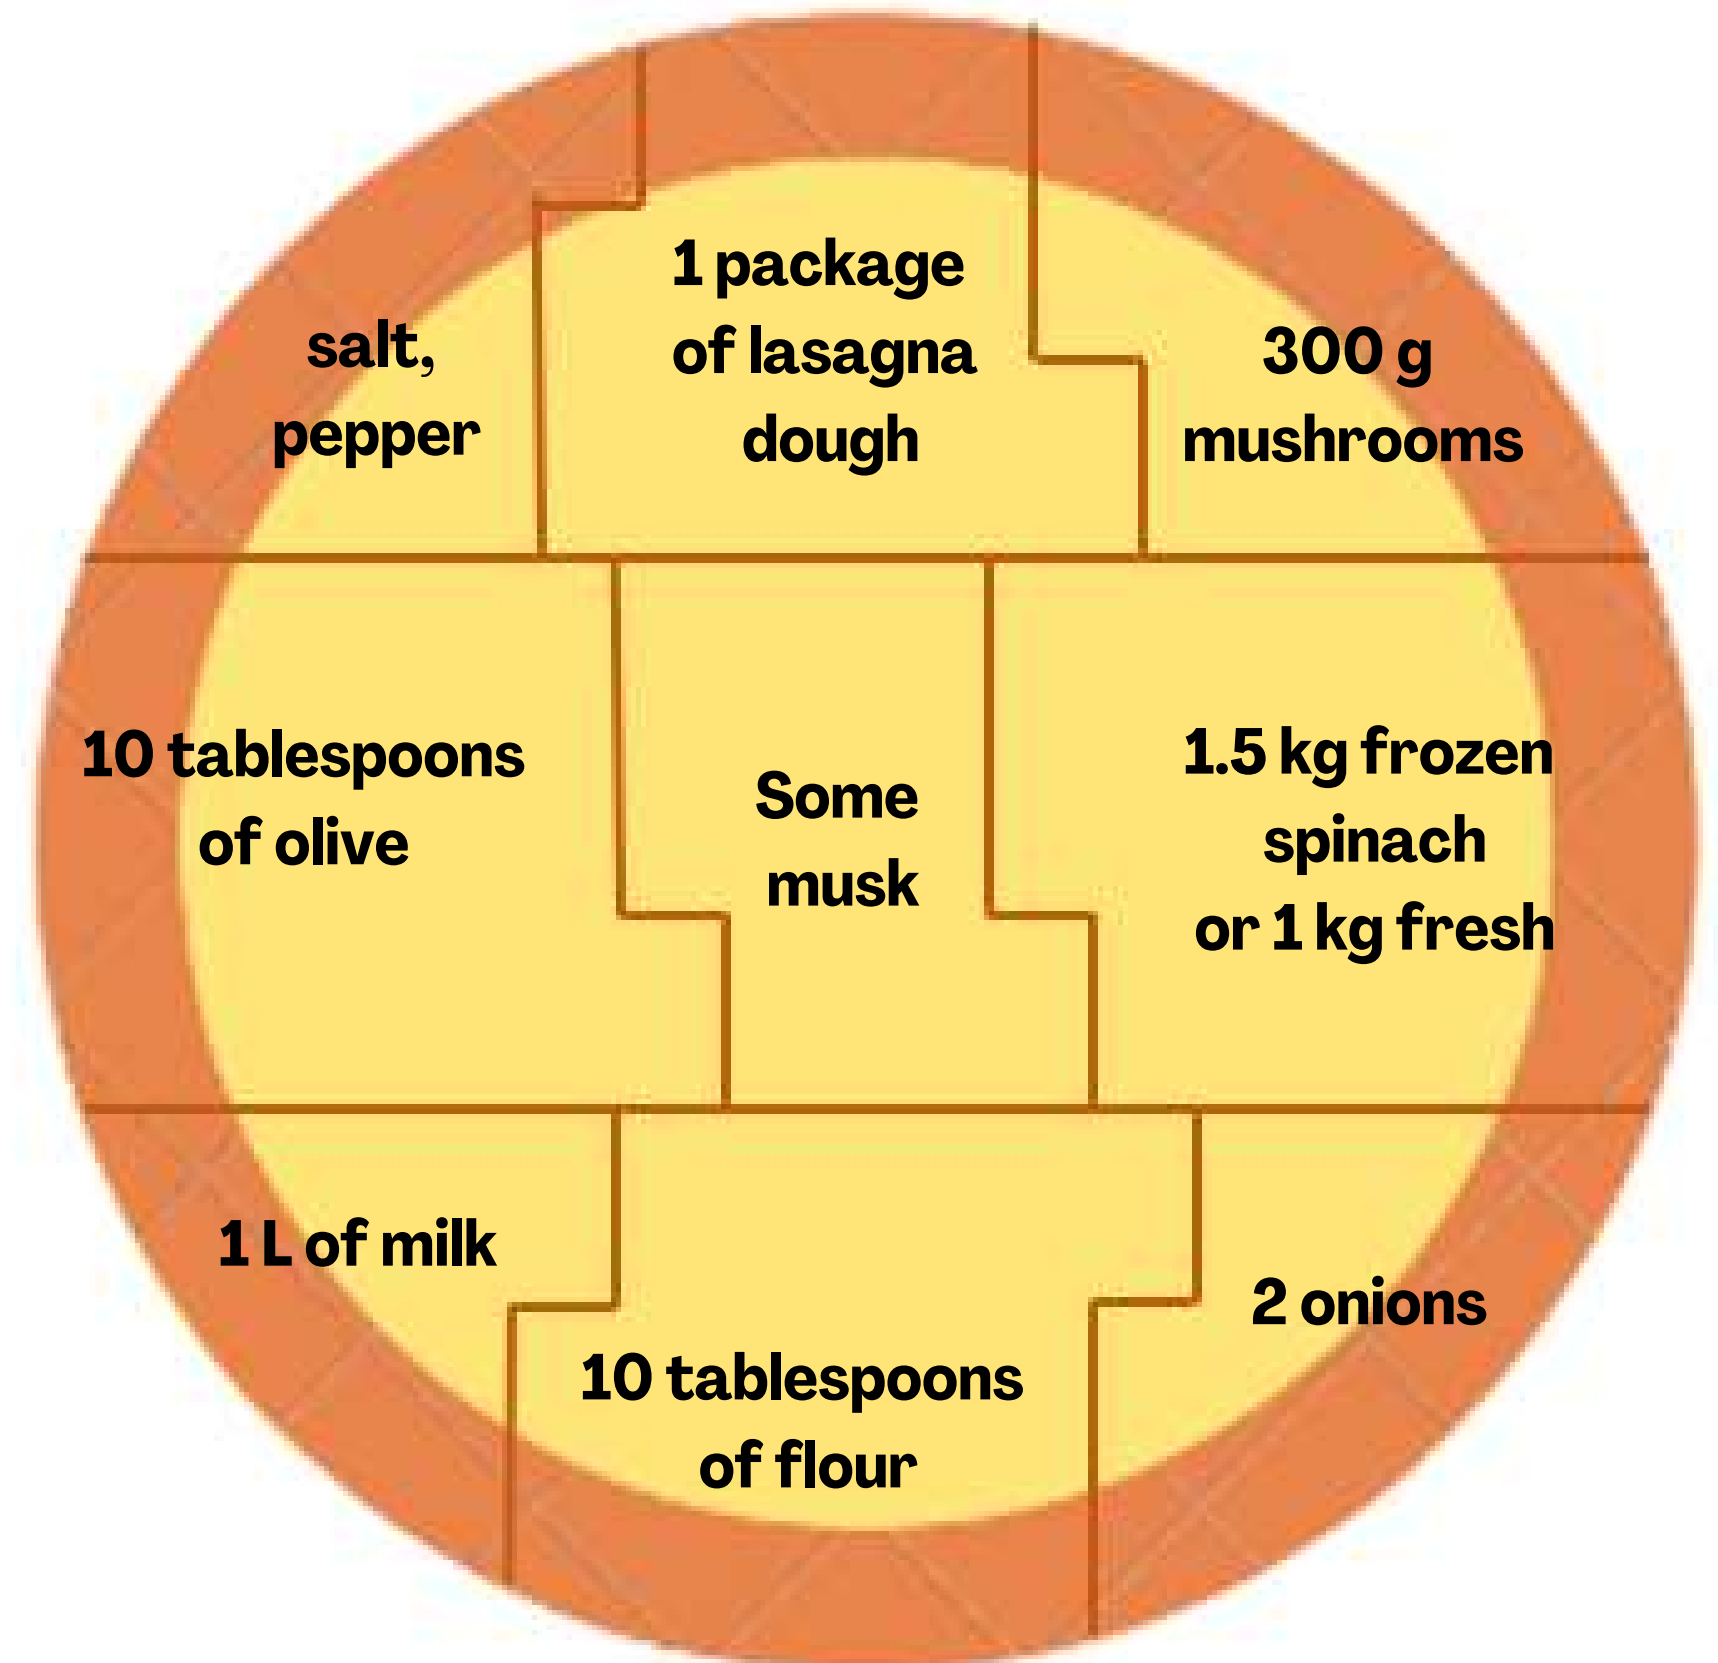 salt,
pepper
1 package
of lasagna
dough
300 g
mushrooms
10 tablespoons
of olive
Some
musk
1.5 kg frozen
spinach
or 1 kg fresh
1 L of milk
10 tablespoons
of flour
2 onions